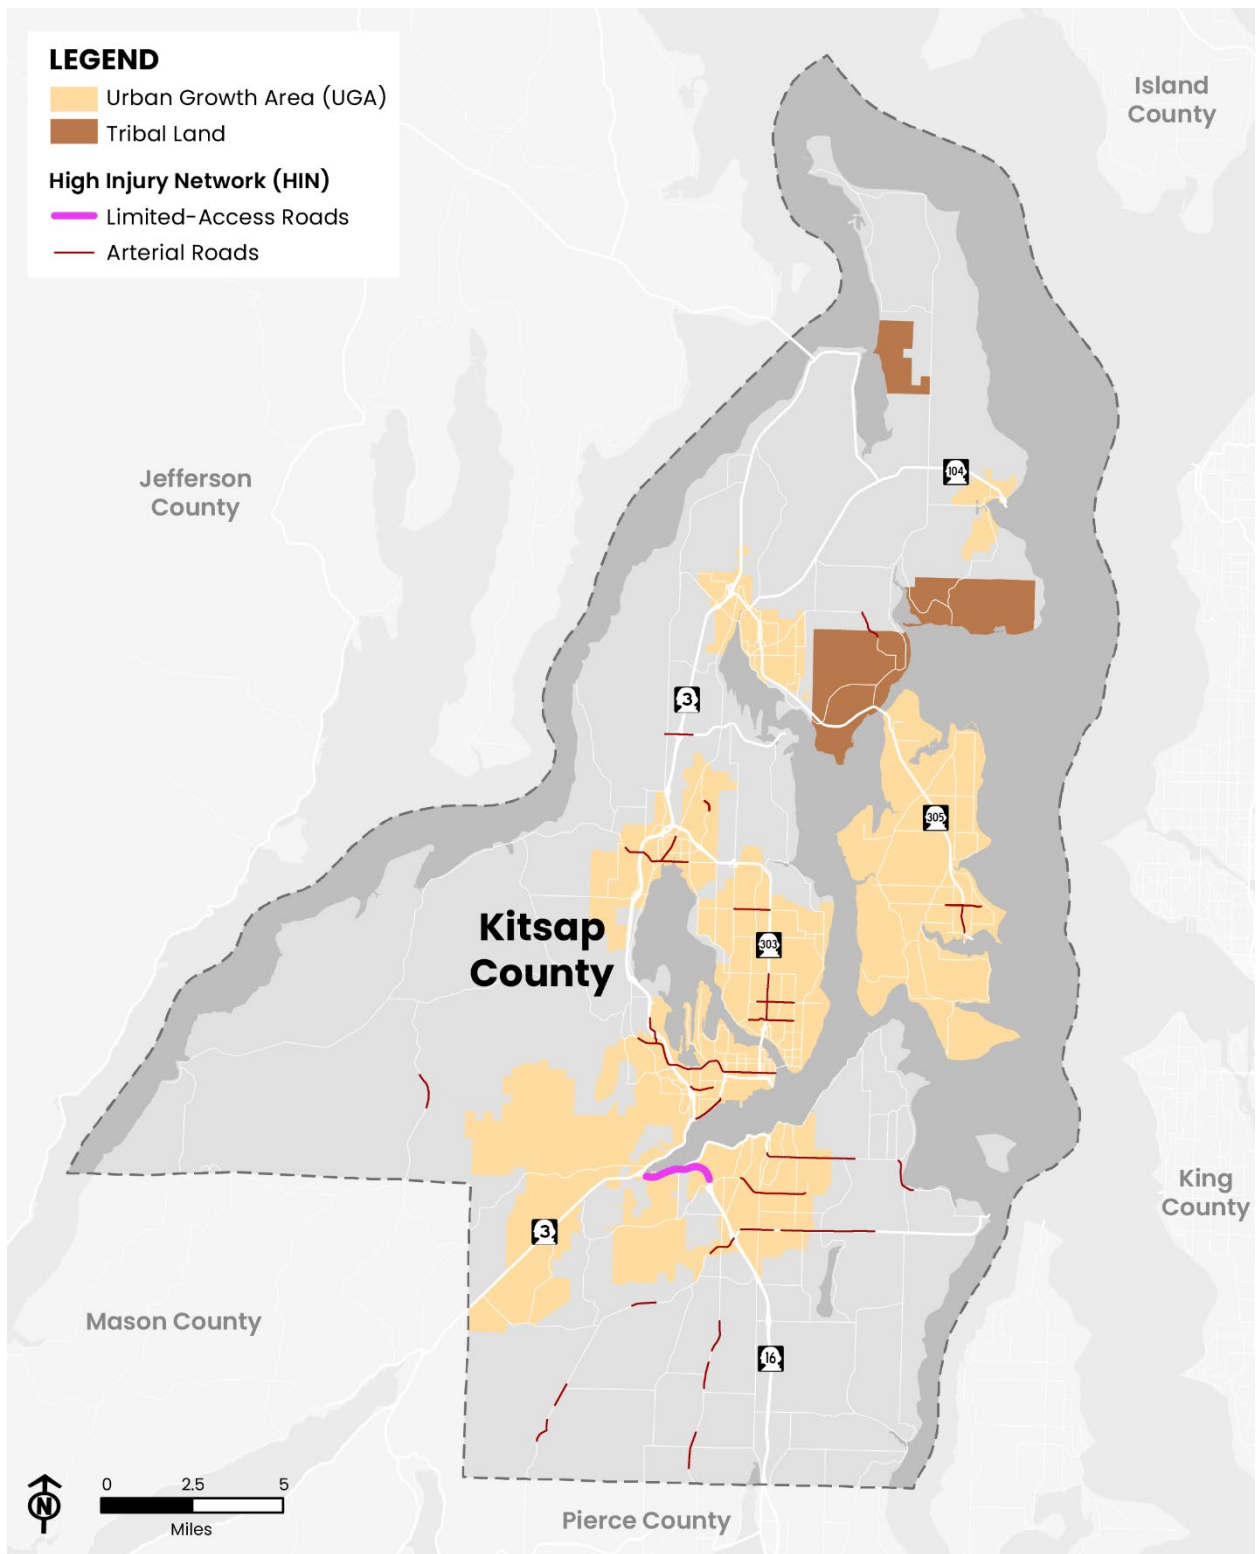 LEGEND
Urban Growth Area (UGA)
Tribal Land
High Injury Network (HIN)
Limited-Access Roads
Arterial Roads
Island
County
104
Jefferson
County
3
305
Kitsap
County
303
King
County
3
Mason County
16
0 2.5 5
Miles
N
Pierce County